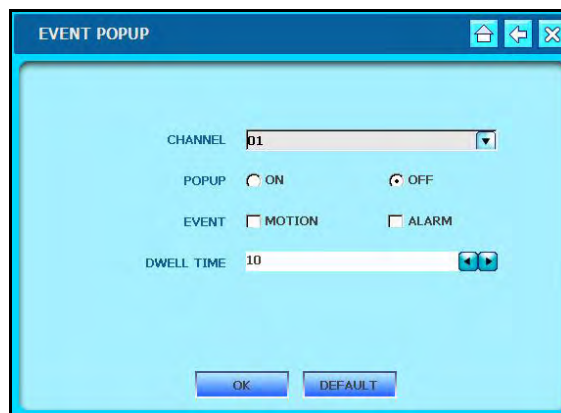 EVENT POPUP
CHANNEL 01
POPUP ON OFF
EVENT MOTION ALARM
DWELL TIME 10
OK DEFAULT